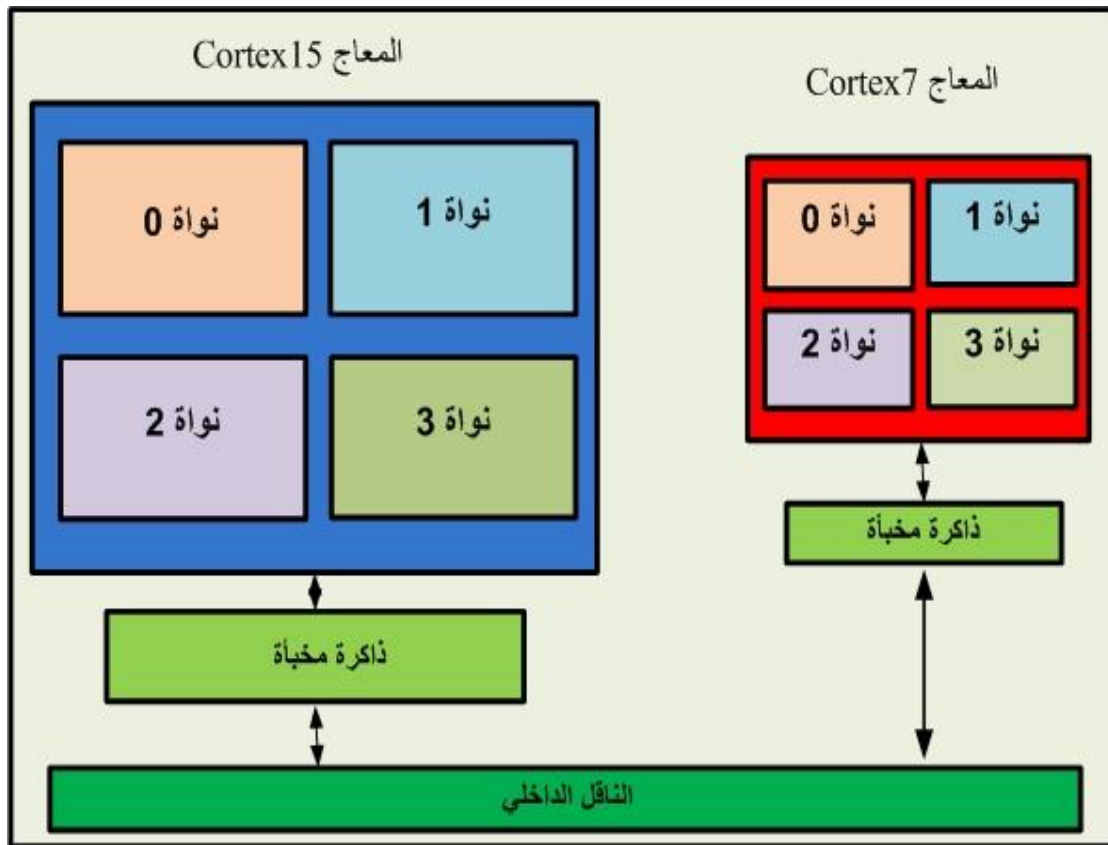 المعاج Cortex15
المعاج Cortex7
نواة 0
نواة 1
نواة 2
نواة 3
نواة 0
نواة 1
نواة 2
نواة 3
ذاكرة مخبأة
ذاكرة مخبأة
الناقل الداخلي